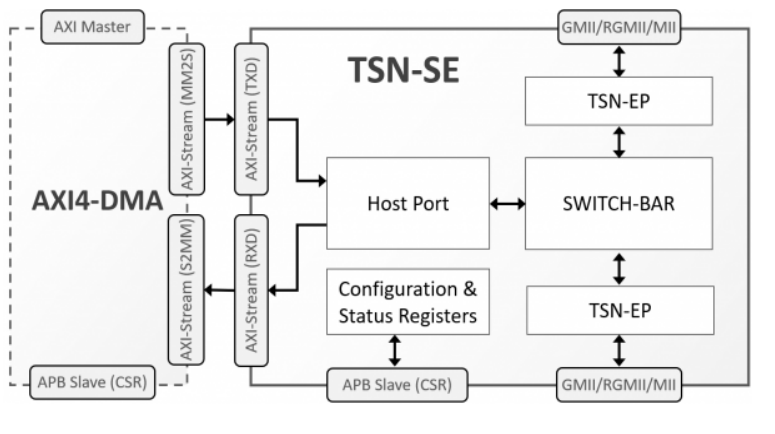 AXI Master
GMII/RGMII/MII
TSN-SE
AXI-Stream (MM2S)
AXI-Stream (TXD)
TSN-EP
AXI4-DMA
Host Port
SWITCH-BAR
AXI-Stream (S2MM)
AXI-Stream (RXD)
Configuration &
Status Registers
TSN-EP
APB Slave (CSR)
APB Slave (CSR)
GMII/RGMII/MII